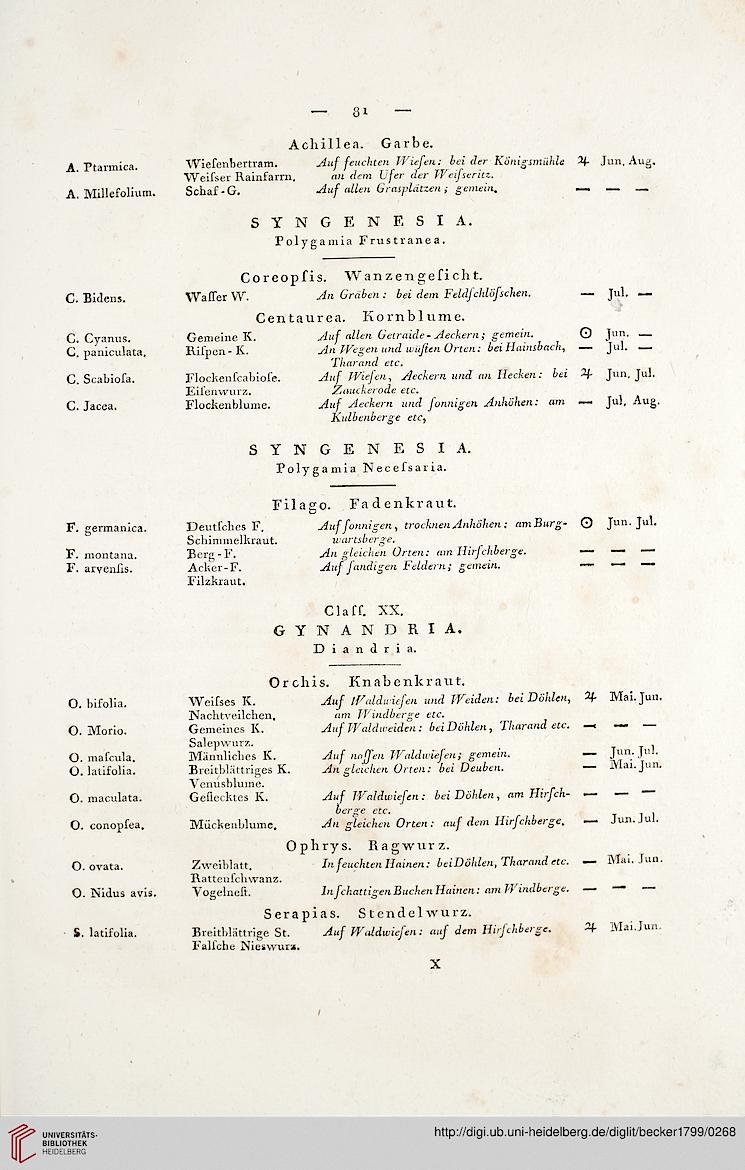 — 81 —
Achillea. Garbe.
A. Ptarmica. Wieſenbertram. Auf feuchten Wieſen: bei der Königsmühle ♃ Jun. Aug.
Weiſser Rainfarrn. an dem Ufer der Weiſseritz.
A. Millefolium. Schaf-G. Auf allen Grasplätzen; gemein. — — —
SYNGENESIA.
Polygamia Fruſtranea.
Coreopſis. Wanzengeſicht.
C. Bidens. Waſſer W. An Gräben: bei dem Feldſchlöſschen. — Jul. —
Centaurea. Kornblume.
C. Cyanus. Gemeine K. Auf allen Getraide-Aeckern; gemein. ☉ Jun. —
C. paniculata. Riſpen-K. An Wegen und wüſten Orten: bei Hainsbach, — Jul. —
Tharand etc.
C. Scabioſa. Flockenſcabioſe. Auf Wieſen, Aeckern und an Hecken: bei ♃ Jun. Jul.
Eiſenwurz. Zauckerode etc.
C. Jacea. Flockenblume. Auf Aeckern und ſonnigen Anhöhen: am — Jul. Aug.
Kulbenberge etc,
SYNGENESIA.
Polygamia Neceſsaria.
Filago. Fadenkraut.
F. germanica. Deutſches F. Auf ſonnigen, trocknen Anhöhen: am Burg- ☉ Jun. Jul.
Schimmelkraut. wartsberge.
F. montana. Berg-F. An gleichen Orten: am Hirſchberge. — — —
F. arvenſis. Acker-F. Auf ſandigen Feldern; gemein. — — —
Filzkraut.
Claſſ. XX.
GYNANDRIA.
Diandria.
Orchis. Knabenkraut.
O. bifolia. Weiſses K. Auf Waldwieſen und Weiden: bei Döhlen, ♃ Mai. Jun.
Nachtveilchen. am Windberge etc.
O. Morio. Gemeines K. Auf Waldweiden: bei Döhlen, Tharand etc. — — —
Salepwurz.
O. maſcula. Männliches K. Auf naſſen Waldwieſen; gemein. — Jun. Jul.
O. latifolia. Breitblättriges K. An gleichen Orten: bei Deuben. — Mai. Jun.
Venusblume.
O. maculata. Geflecktes K. Auf Waldwieſen: bei Döhlen, am Hirſch- — — —
berge etc.
O. conopſea. Mückenblume. An gleichen Orten: auf dem Hirſchberge. — Jun. Jul.
Ophrys. Ragwurz.
O. ovata. Zweiblatt. In feuchten Hainen: bei Döhlen, Tharand etc. — Mai. Jun.
Rattenſchwanz.
O. Nidus avis. Vogelneſt. In ſchattigen Buchen Hainen: am Windberge. — — —
Serapias. Stendelwurz.
S. latifolia. Breitblättrige St. Auf Waldwieſen: auf dem Hirſchberge. ♃ Mai. Jun.
Falſche Nieswurz.
X
UNIVERSITÄTS-
BIBLIOTHEK
HEIDELBERG
http://digi.ub.uni-heidelberg.de/diglit/becker1799/0268